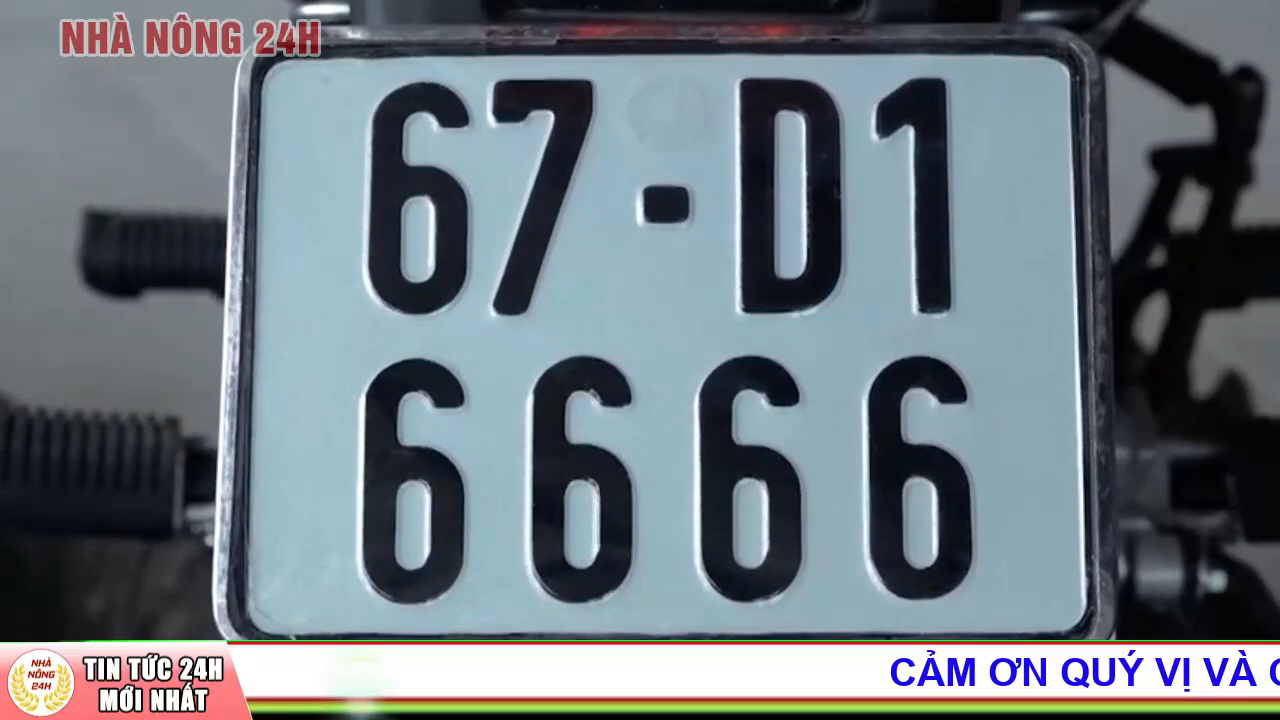 NHÀ NÔNG 24H
67-D1
6666
NHÀ
NÔNG
24H
TIN TỨC 24H
MỚI NHẤT
CẢM ƠN QUÝ VỊ VÀ